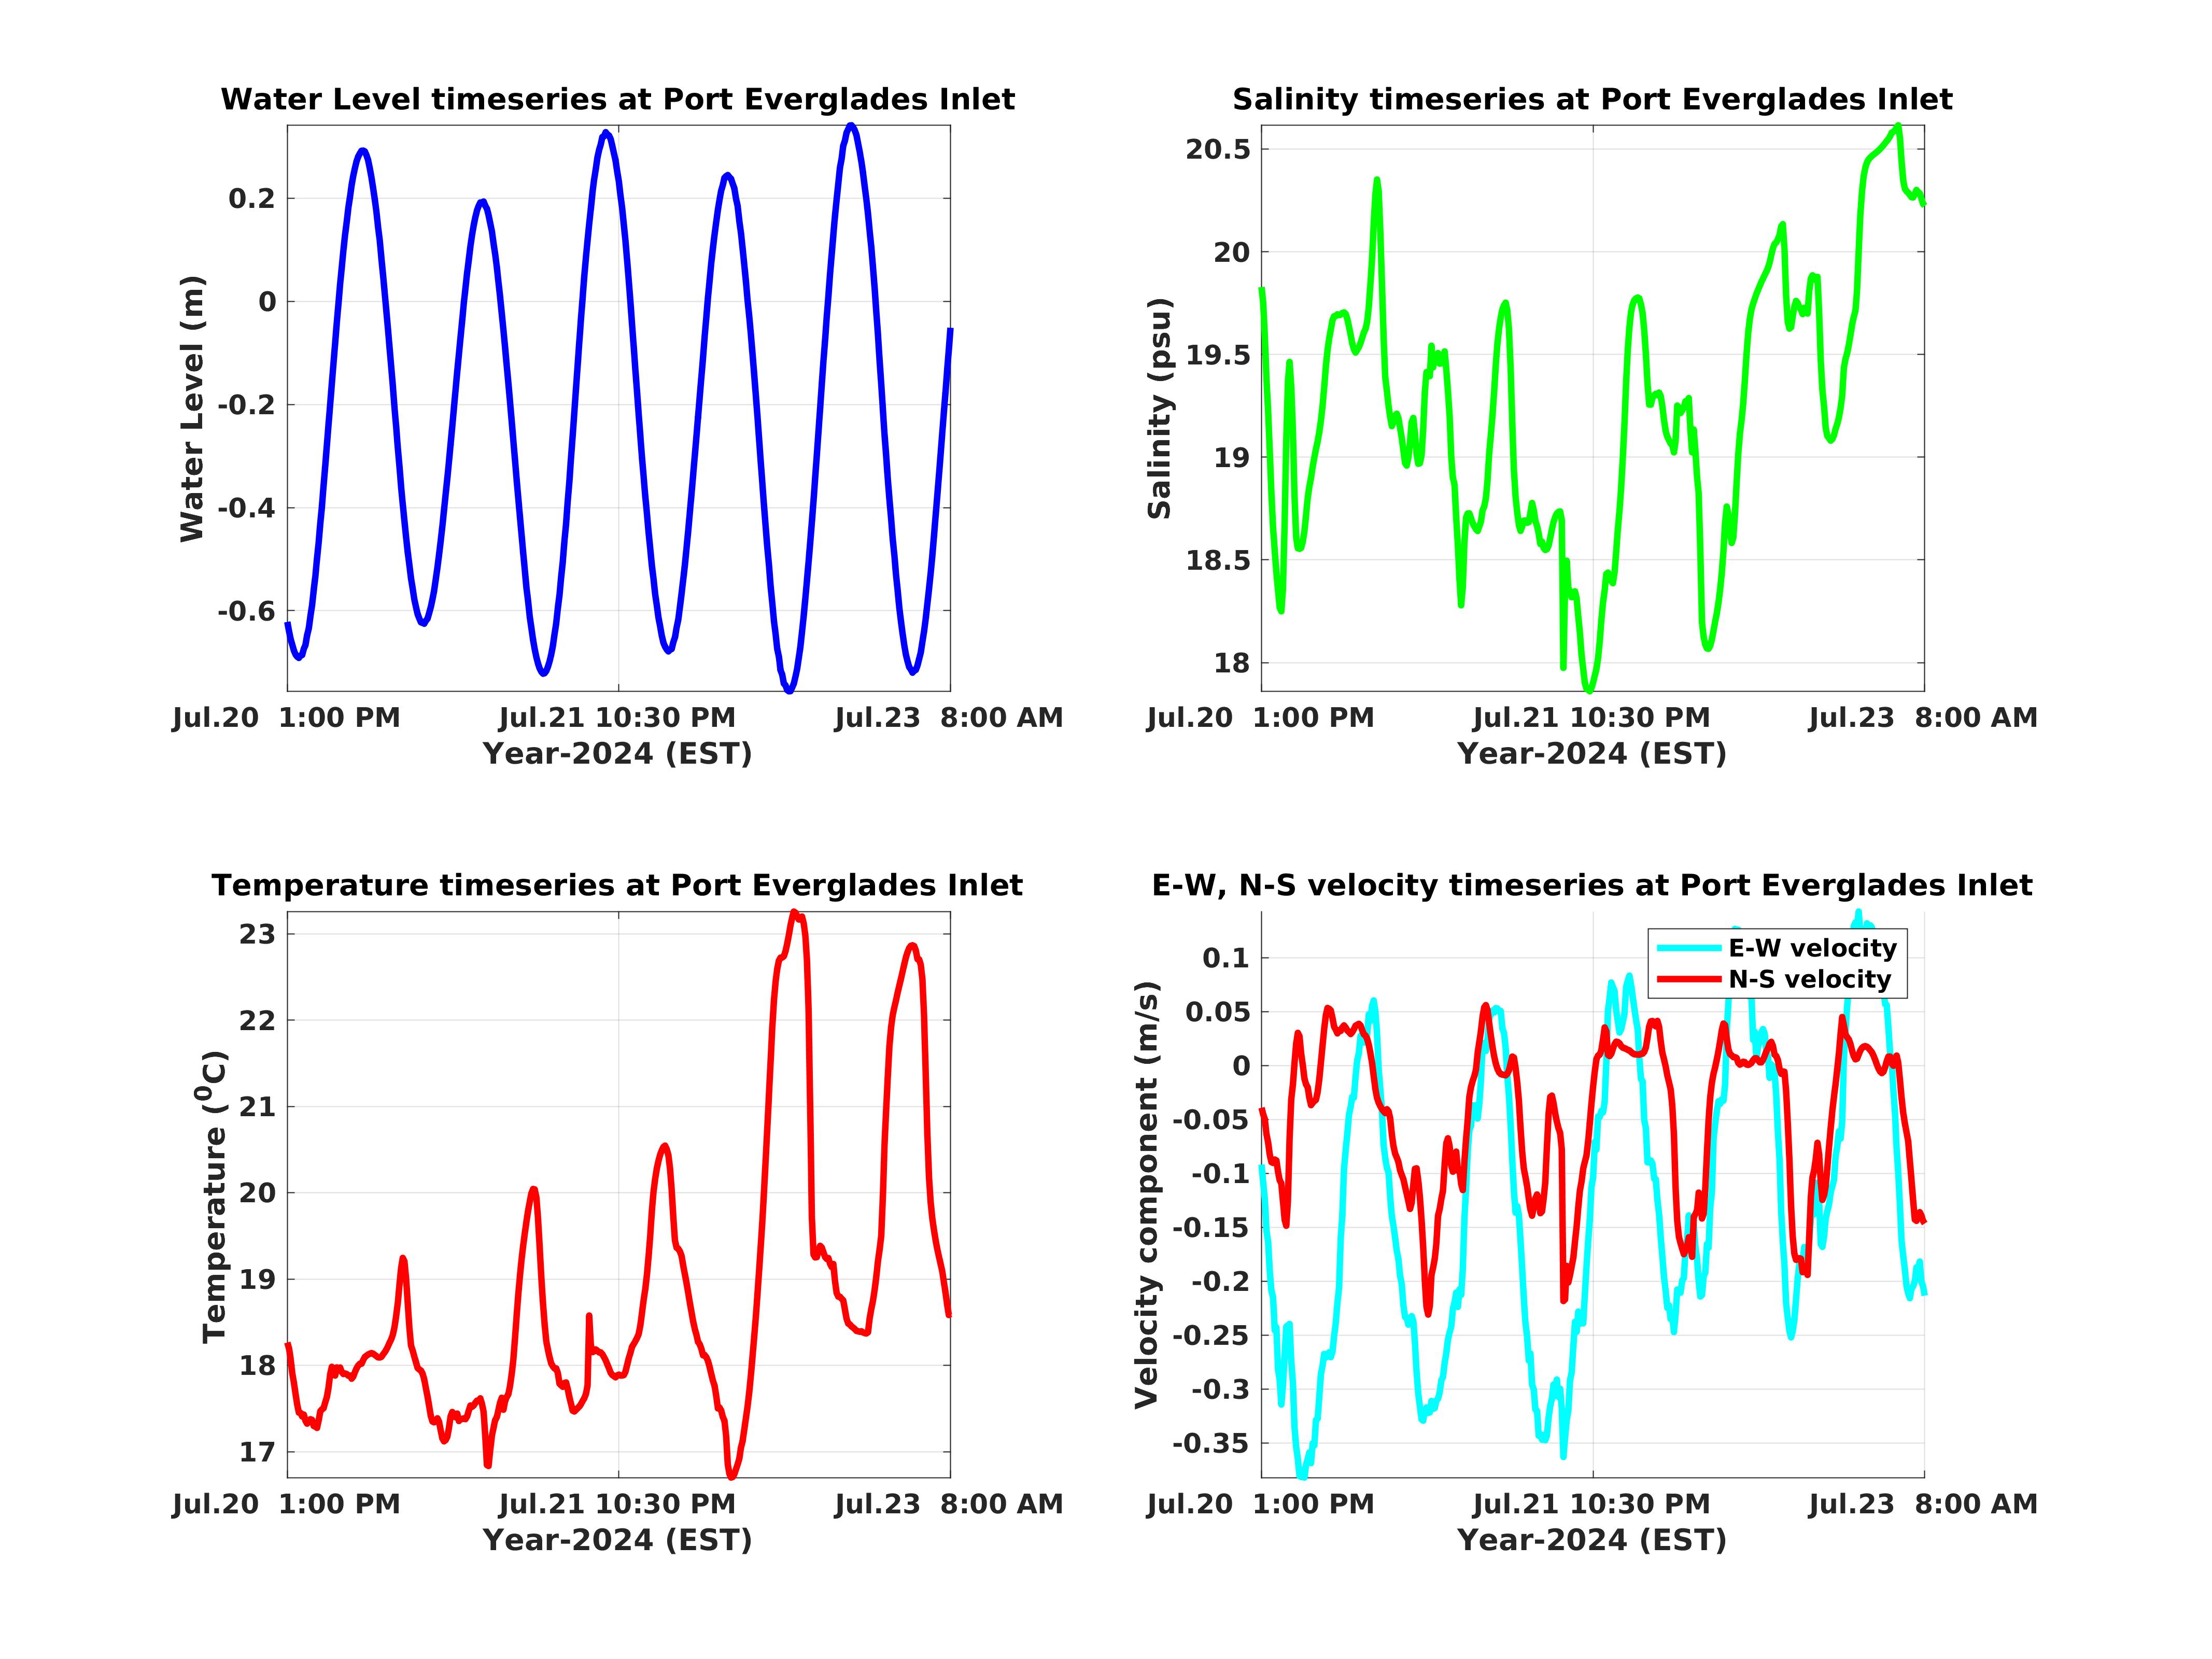 Water Level timeseries at Port Everglades Inlet
Water Level (m)
0.2
0
-0.2
-0.4
-0.6
Jul.20  1:00 PM
Jul.21 10:30 PM
Jul.23  8:00 AM
Year-2024 (EST)
Salinity timeseries at Port Everglades Inlet
Salinity (psu)
20.5
20
19.5
19
18.5
18
Jul.20  1:00 PM
Jul.21 10:30 PM
Jul.23  8:00 AM
Year-2024 (EST)
Temperature timeseries at Port Everglades Inlet
Temperature (⁰C)
23
22
21
20
19
18
17
Jul.20  1:00 PM
Jul.21 10:30 PM
Jul.23  8:00 AM
Year-2024 (EST)
E-W, N-S velocity timeseries at Port Everglades Inlet
Velocity component (m/s)
0.1
0.05
0
-0.05
-0.1
-0.15
-0.2
-0.25
-0.3
-0.35
E-W velocity
N-S velocity
Jul.20  1:00 PM
Jul.21 10:30 PM
Jul.23  8:00 AM
Year-2024 (EST)